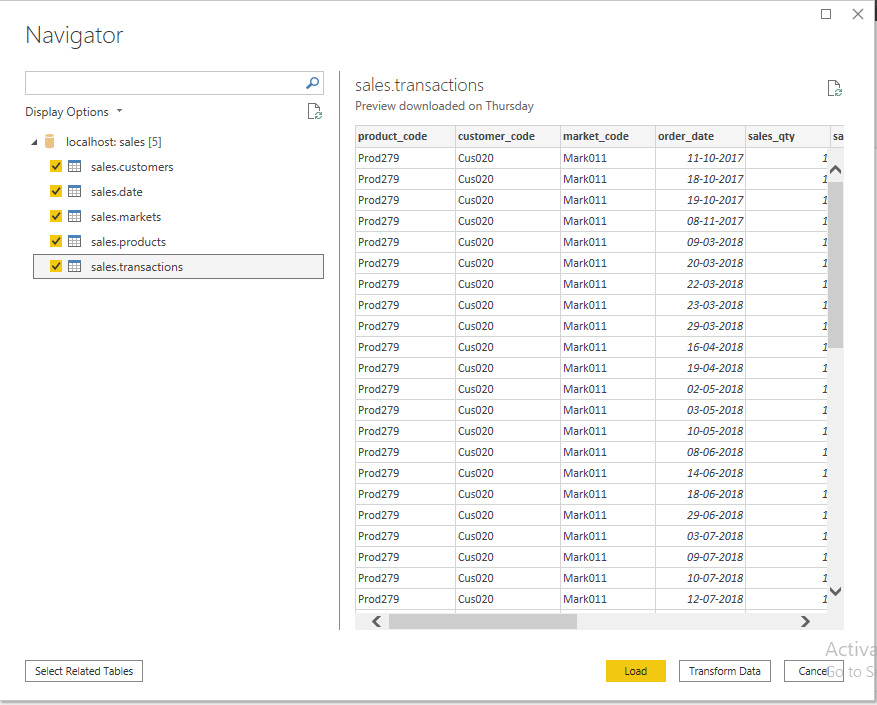 Navigator
Display Options
localhost: sales [5]
sales.customers
sales.date
sales.markets
sales.products
sales.transactions
sales.transactions
Preview downloaded on Thursday
product_code customer_code market_code order_date sales_qty sa
Prod279 Cus020 Mark011 11-10-2017 1
Prod279 Cus020 Mark011 18-10-2017 1
Prod279 Cus020 Mark011 19-10-2017 1
Prod279 Cus020 Mark011 08-11-2017 1
Prod279 Cus020 Mark011 09-03-2018 1
Prod279 Cus020 Mark011 20-03-2018 1
Prod279 Cus020 Mark011 22-03-2018 1
Prod279 Cus020 Mark011 23-03-2018 1
Prod279 Cus020 Mark011 29-03-2018 1
Prod279 Cus020 Mark011 16-04-2018 1
Prod279 Cus020 Mark011 19-04-2018 1
Prod279 Cus020 Mark011 02-05-2018 1
Prod279 Cus020 Mark011 03-05-2018 1
Prod279 Cus020 Mark011 10-05-2018 1
Prod279 Cus020 Mark011 08-06-2018 1
Prod279 Cus020 Mark011 14-06-2018 1
Prod279 Cus020 Mark011 18-06-2018 1
Prod279 Cus020 Mark011 29-06-2018 1
Prod279 Cus020 Mark011 03-07-2018 1
Prod279 Cus020 Mark011 09-07-2018 1
Prod279 Cus020 Mark011 10-07-2018 1
Prod279 Cus020 Mark011 12-07-2018 1
Activa
Go to S
Select Related Tables Load Transform Data Cancel